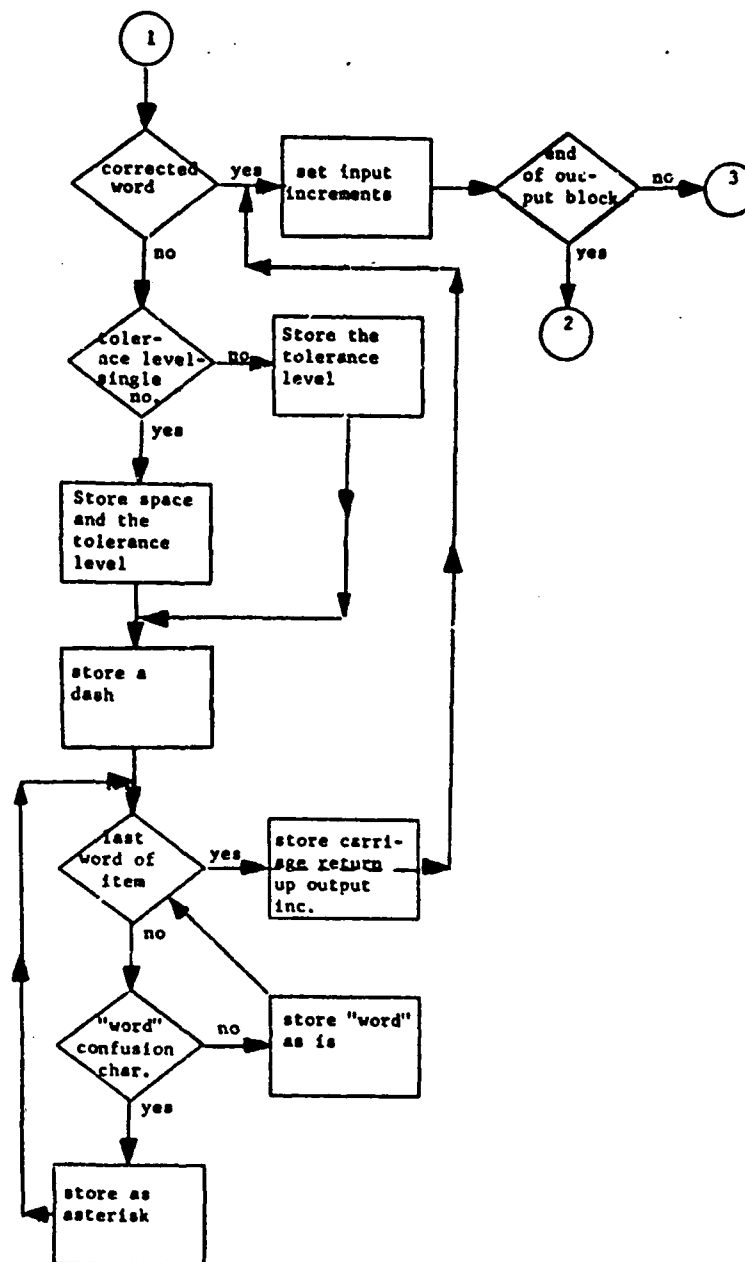 1
corrected
word
yes
set input
increments
end
of out-
put block
no
3
yes
2
no
toler-
nce level-
single
no.
no
Store the
tolerance
level
yes
Store space
and the
tolerance
level
store a
dash
last
word of
item
yes
store carri-
age return
up output
inc.
no
"word"
confusion
char.
no
store "word"
as is
yes
store as
asterisk